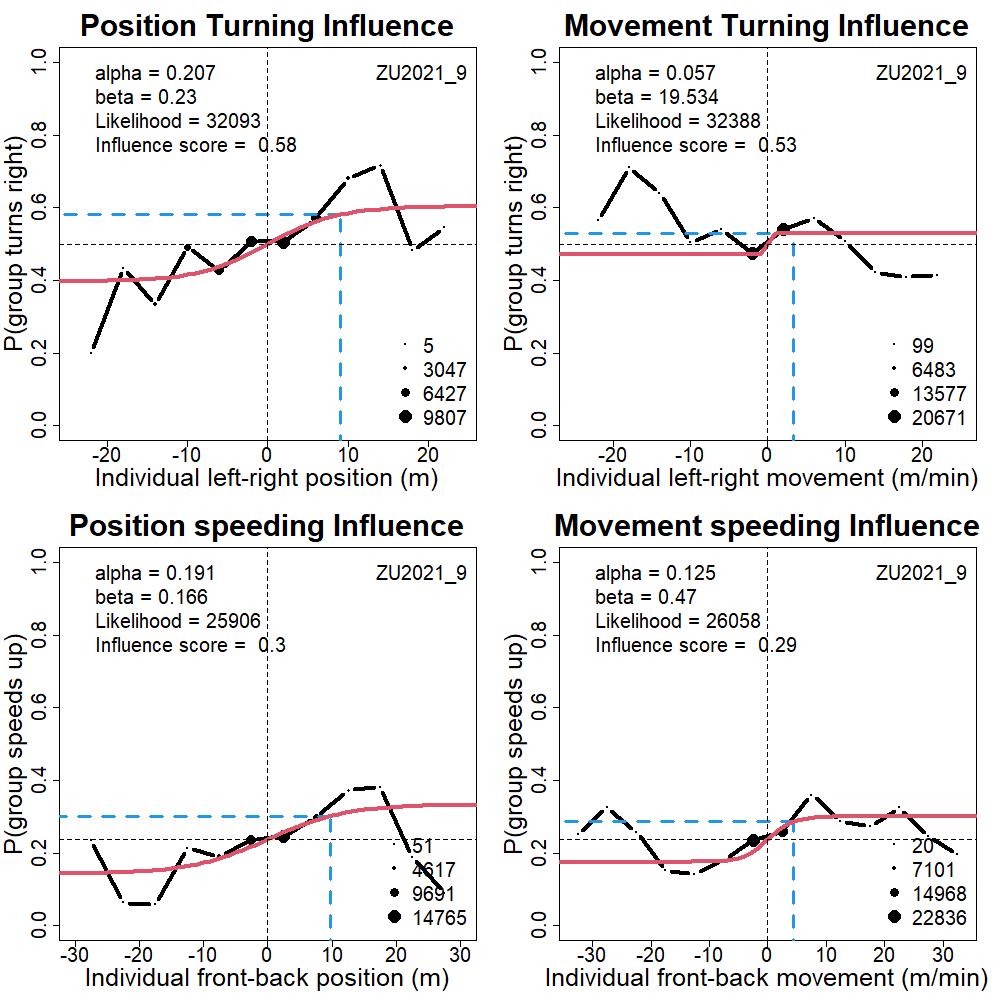 Position Turning Influence
P(group turns right)
1.0
0.8
0.6
0.4
0.2
0.0
alpha = 0.207
beta = 0.23
Likelihood = 32093
Influence score =  0.58
ZU2021_9
5
3047
6427
9807
-20
-10
0
10
20
Individual left-right position (m)
Movement Turning Influence
P(group turns right)
1.0
0.8
0.6
0.4
0.2
0.0
alpha = 0.057
beta = 19.534
Likelihood = 32388
Influence score =  0.53
ZU2021_9
99
6483
13577
20671
-20
-10
0
10
20
Individual left-right movement (m/min)
Position speeding Influence
P(group speeds up)
1.0
0.8
0.6
0.4
0.2
0.0
alpha = 0.191
beta = 0.166
Likelihood = 25906
Influence score =  0.3
ZU2021_9
51
4617
9691
14765
-30
-20
-10
0
10
20
30
Individual front-back position (m)
Movement speeding Influence
P(group speeds up)
1.0
0.8
0.6
0.4
0.2
0.0
alpha = 0.125
beta = 0.47
Likelihood = 26058
Influence score =  0.29
ZU2021_9
20
7101
14968
22836
-30
-20
-10
0
10
20
30
Individual front-back movement (m/min)